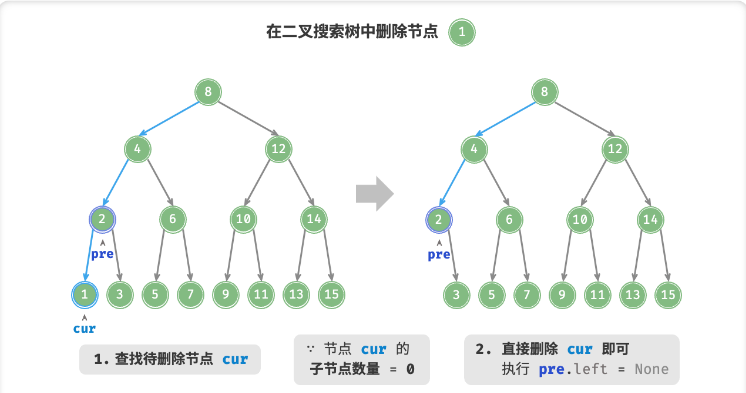 在二叉搜索树中删除节点 1
8
4 12
2 6 10 14
pre
1 3 5 7 9 11 13 15
cur
8
4 12
2 6 10 14
pre
3 5 7 9 11 13 15
1. 查找待删除节点 cur
∵ 节点 cur 的
子节点数量 = 0
2. 直接删除 cur 即可
执行 pre.left = None